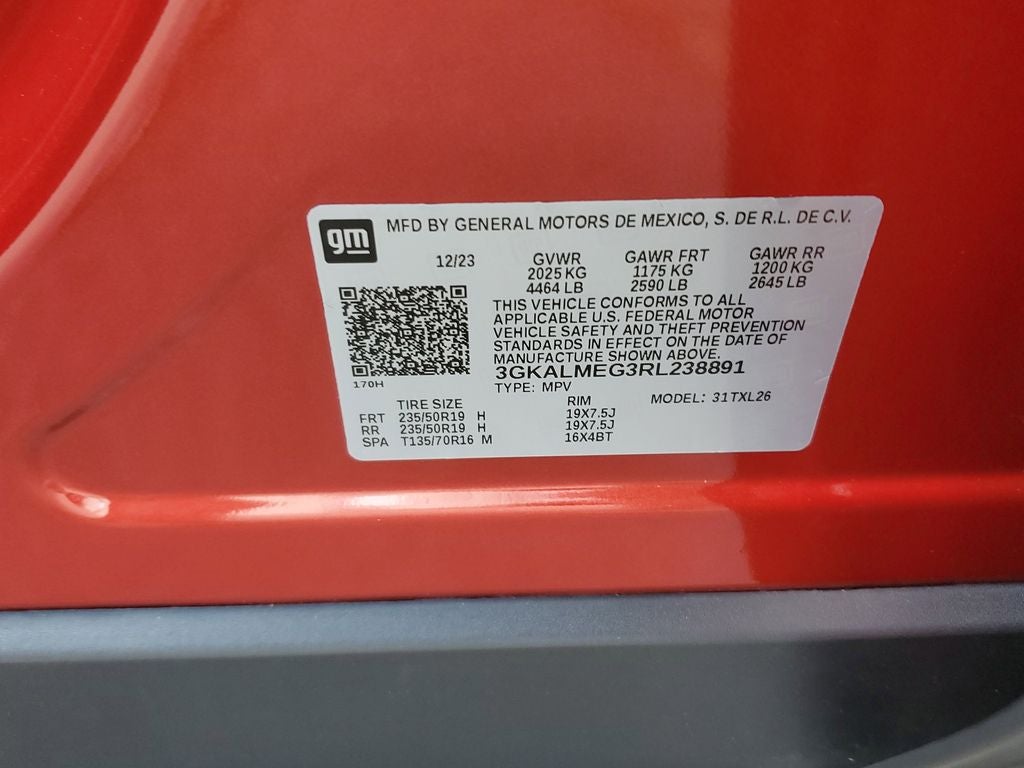 gm MFD BY GENERAL MOTORS DE MEXICO, S. DE R.L. DE C.V.
12/23 GVWR GAWR FRT GAWR RR
2025 KG 1175 KG 1200 KG
4464 LB 2590 LB 2645 LB
THIS VEHICLE CONFORMS TO ALL
APPLICABLE U.S. FEDERAL MOTOR
VEHICLE SAFETY AND THEFT PREVENTION
STANDARDS IN EFFECT ON THE DATE OF
MANUFACTURE SHOWN ABOVE.
3GKALMEG3RL238891
170H TYPE: MPV MODEL: 31TXL26
TIRE SIZE RIM
FRT 235/50R19 H 19X7.5J
RR 235/50R19 H 19X7.5J
SPA T135/70R16 M 16X4BT